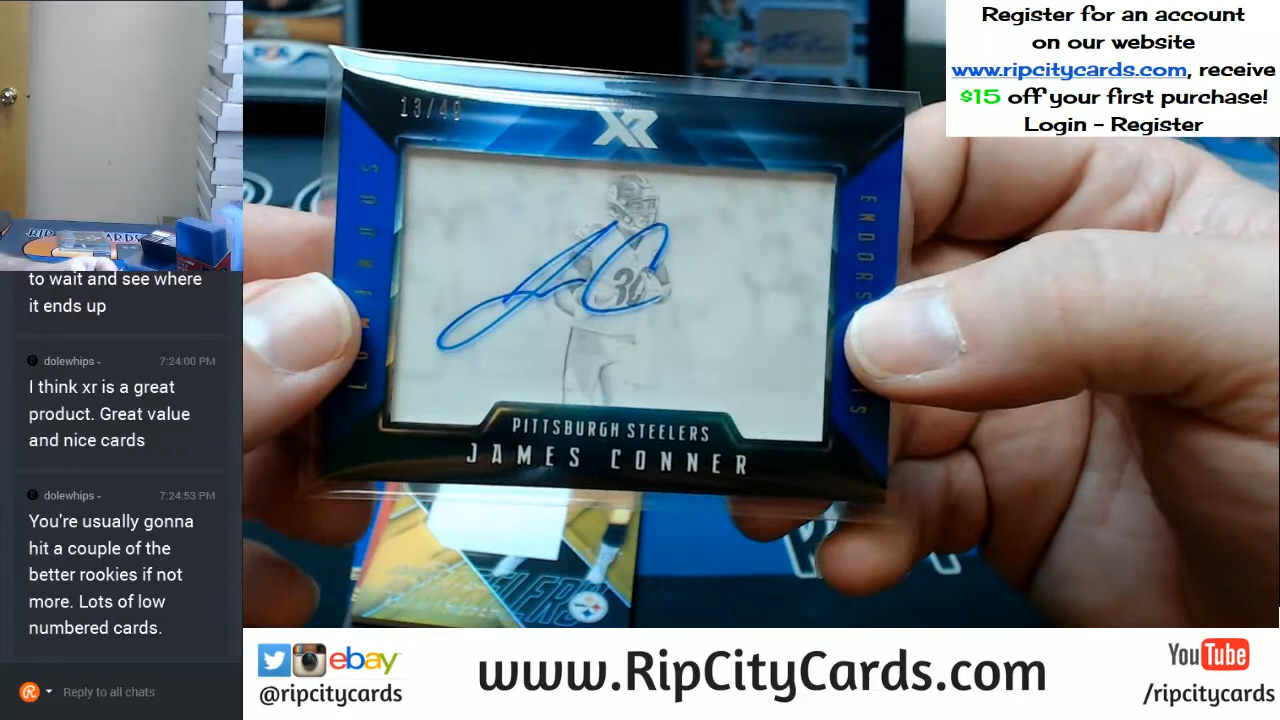 Register for an account
on our website
www.ripcitycards.com, receive
$15 off your first purchase!
Login - Register
13/49
XR
LUMINOUS
ENDORS
TS
30
PITTSBURGH STEELERS
JAMES CONNER
to wait and see where
it ends up
dolewhips 7:24:00 PM
I think xr is a great
product. Great value
and nice cards
dolewhips 7:24:53 PM
You're usually gonna
hit a couple of the
better rookies if not
more. Lots of low
numbered cards.
Reply to all chats
ebay
@ripcitycards
www.RipCityCards.com
YouTube
/ripcitycards